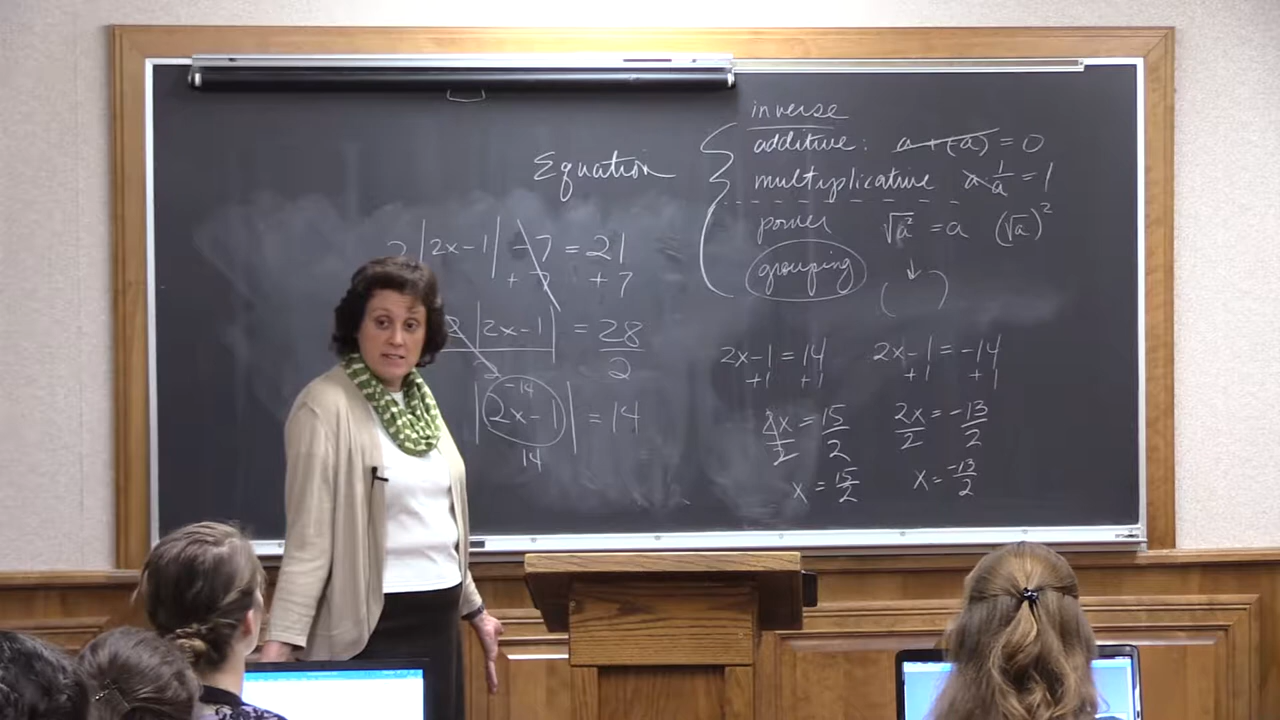 Equation
2|2x-1| -7 = 21
+7 +7
2|2x-1| = 28
2 2
-14
|2x-1| = 14
14
inverse
additive: a+(-a) = 0
multiplicative a·1/a = 1
power √a² = a (√a)²
grouping ↓
( )
2x-1 = 14 2x-1 = -14
+1 +1 +1 +1
2x/2 = 15/2 2x/2 = -13/2
x = 15/2 x = -13/2